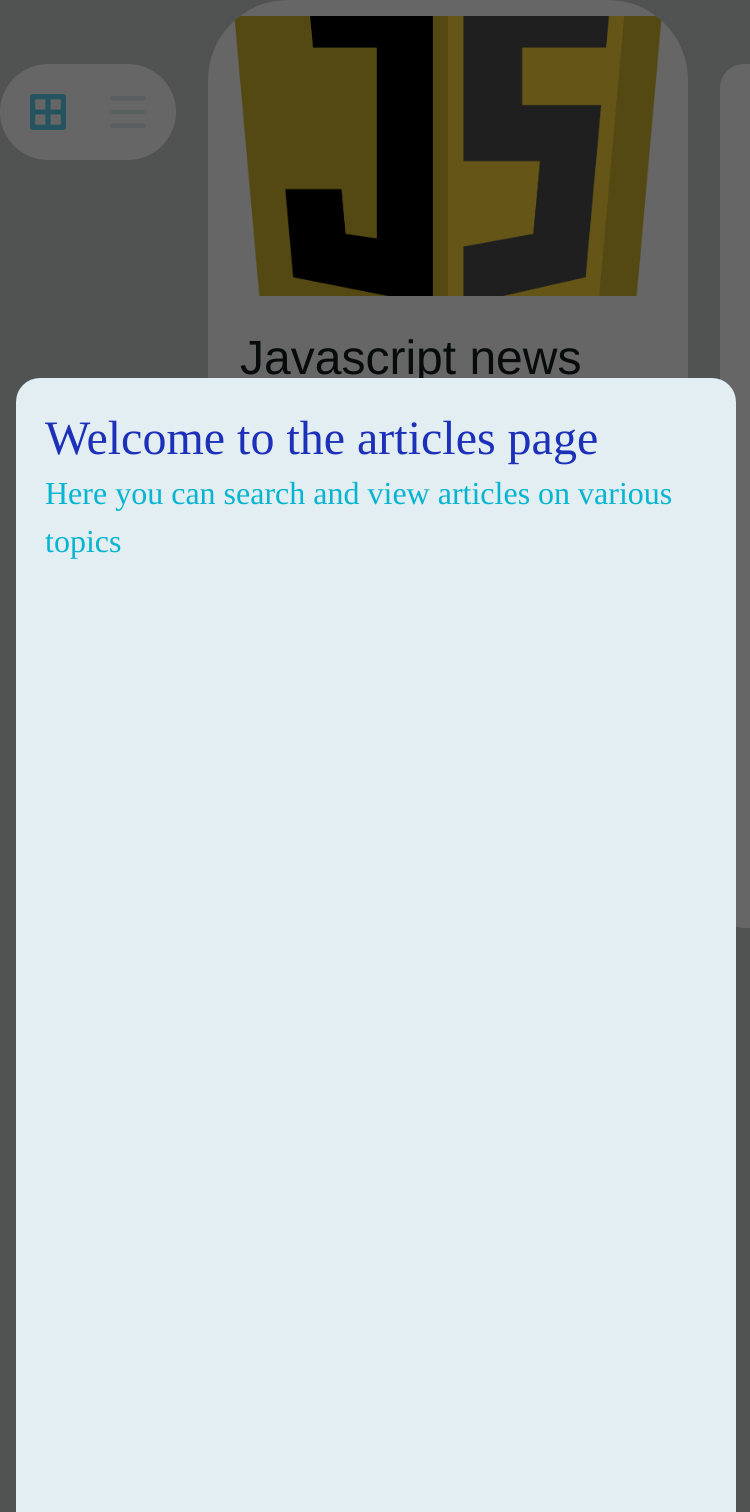 JS
Javascript news
Welcome to the articles page
Here you can search and view articles on various
topics